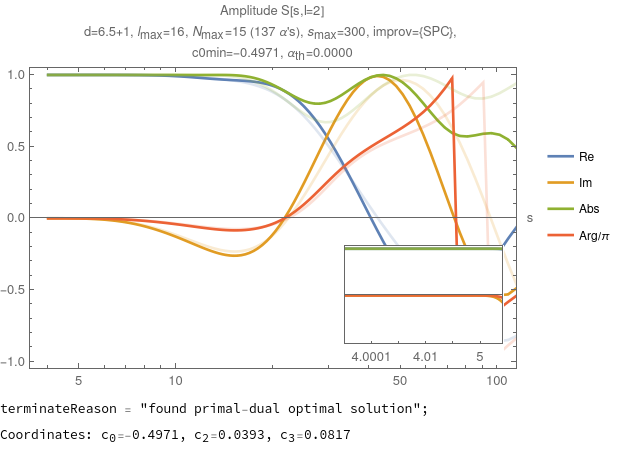 Amplitude S[s,l=2]
d=6.5+1, lmax=16, Nmax=15 (137 α's), smax=300, improv={SPC},
c0min=-0.4971, αth=0.0000
1.0
0.5
0.0
-0.5
-1.0
s
Re
Im
Abs
Arg/π
4.0001 4.01 5
5 10 50 100
terminateReason = "found primal-dual optimal solution";
Coordinates: c0=-0.4971, c2=0.0393, c3=0.0817